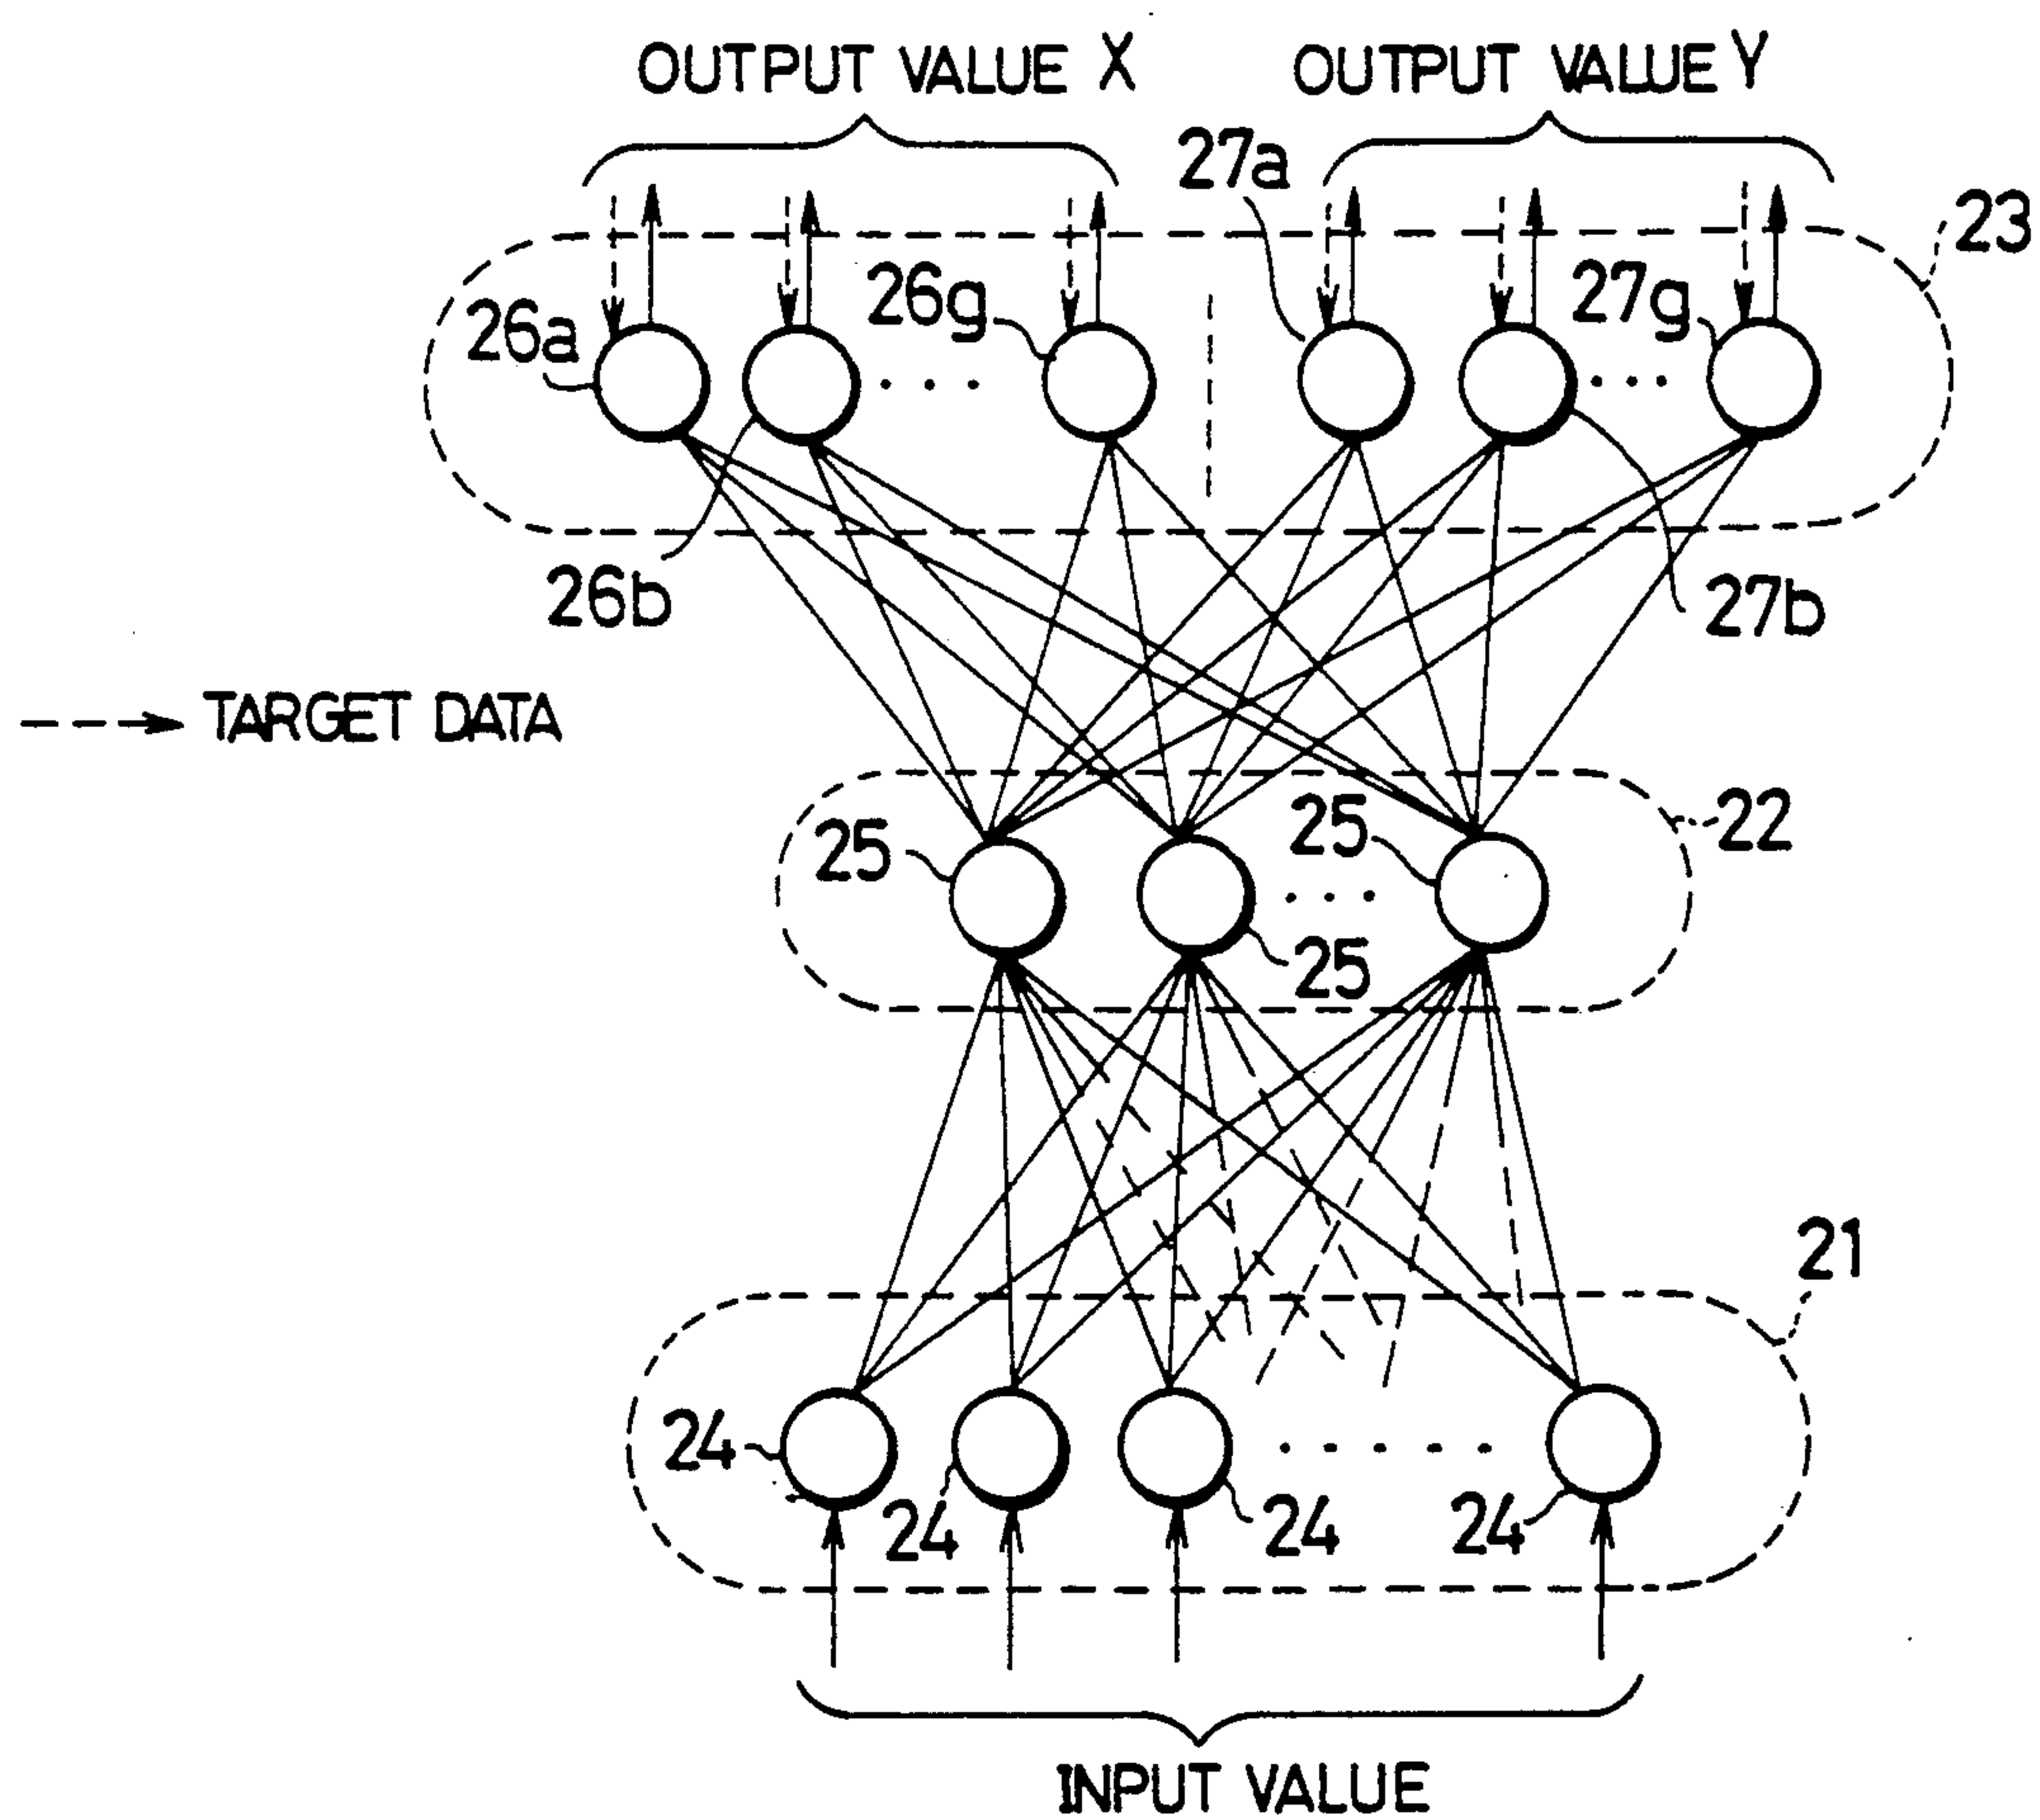 OUTPUT VALUE X
OUTPUT VALUE Y
27a
23
26g
27g
26a
26b
27b
TARGET DATA
25
25
22
25
21
24
24
24
24
INPUT VALUE